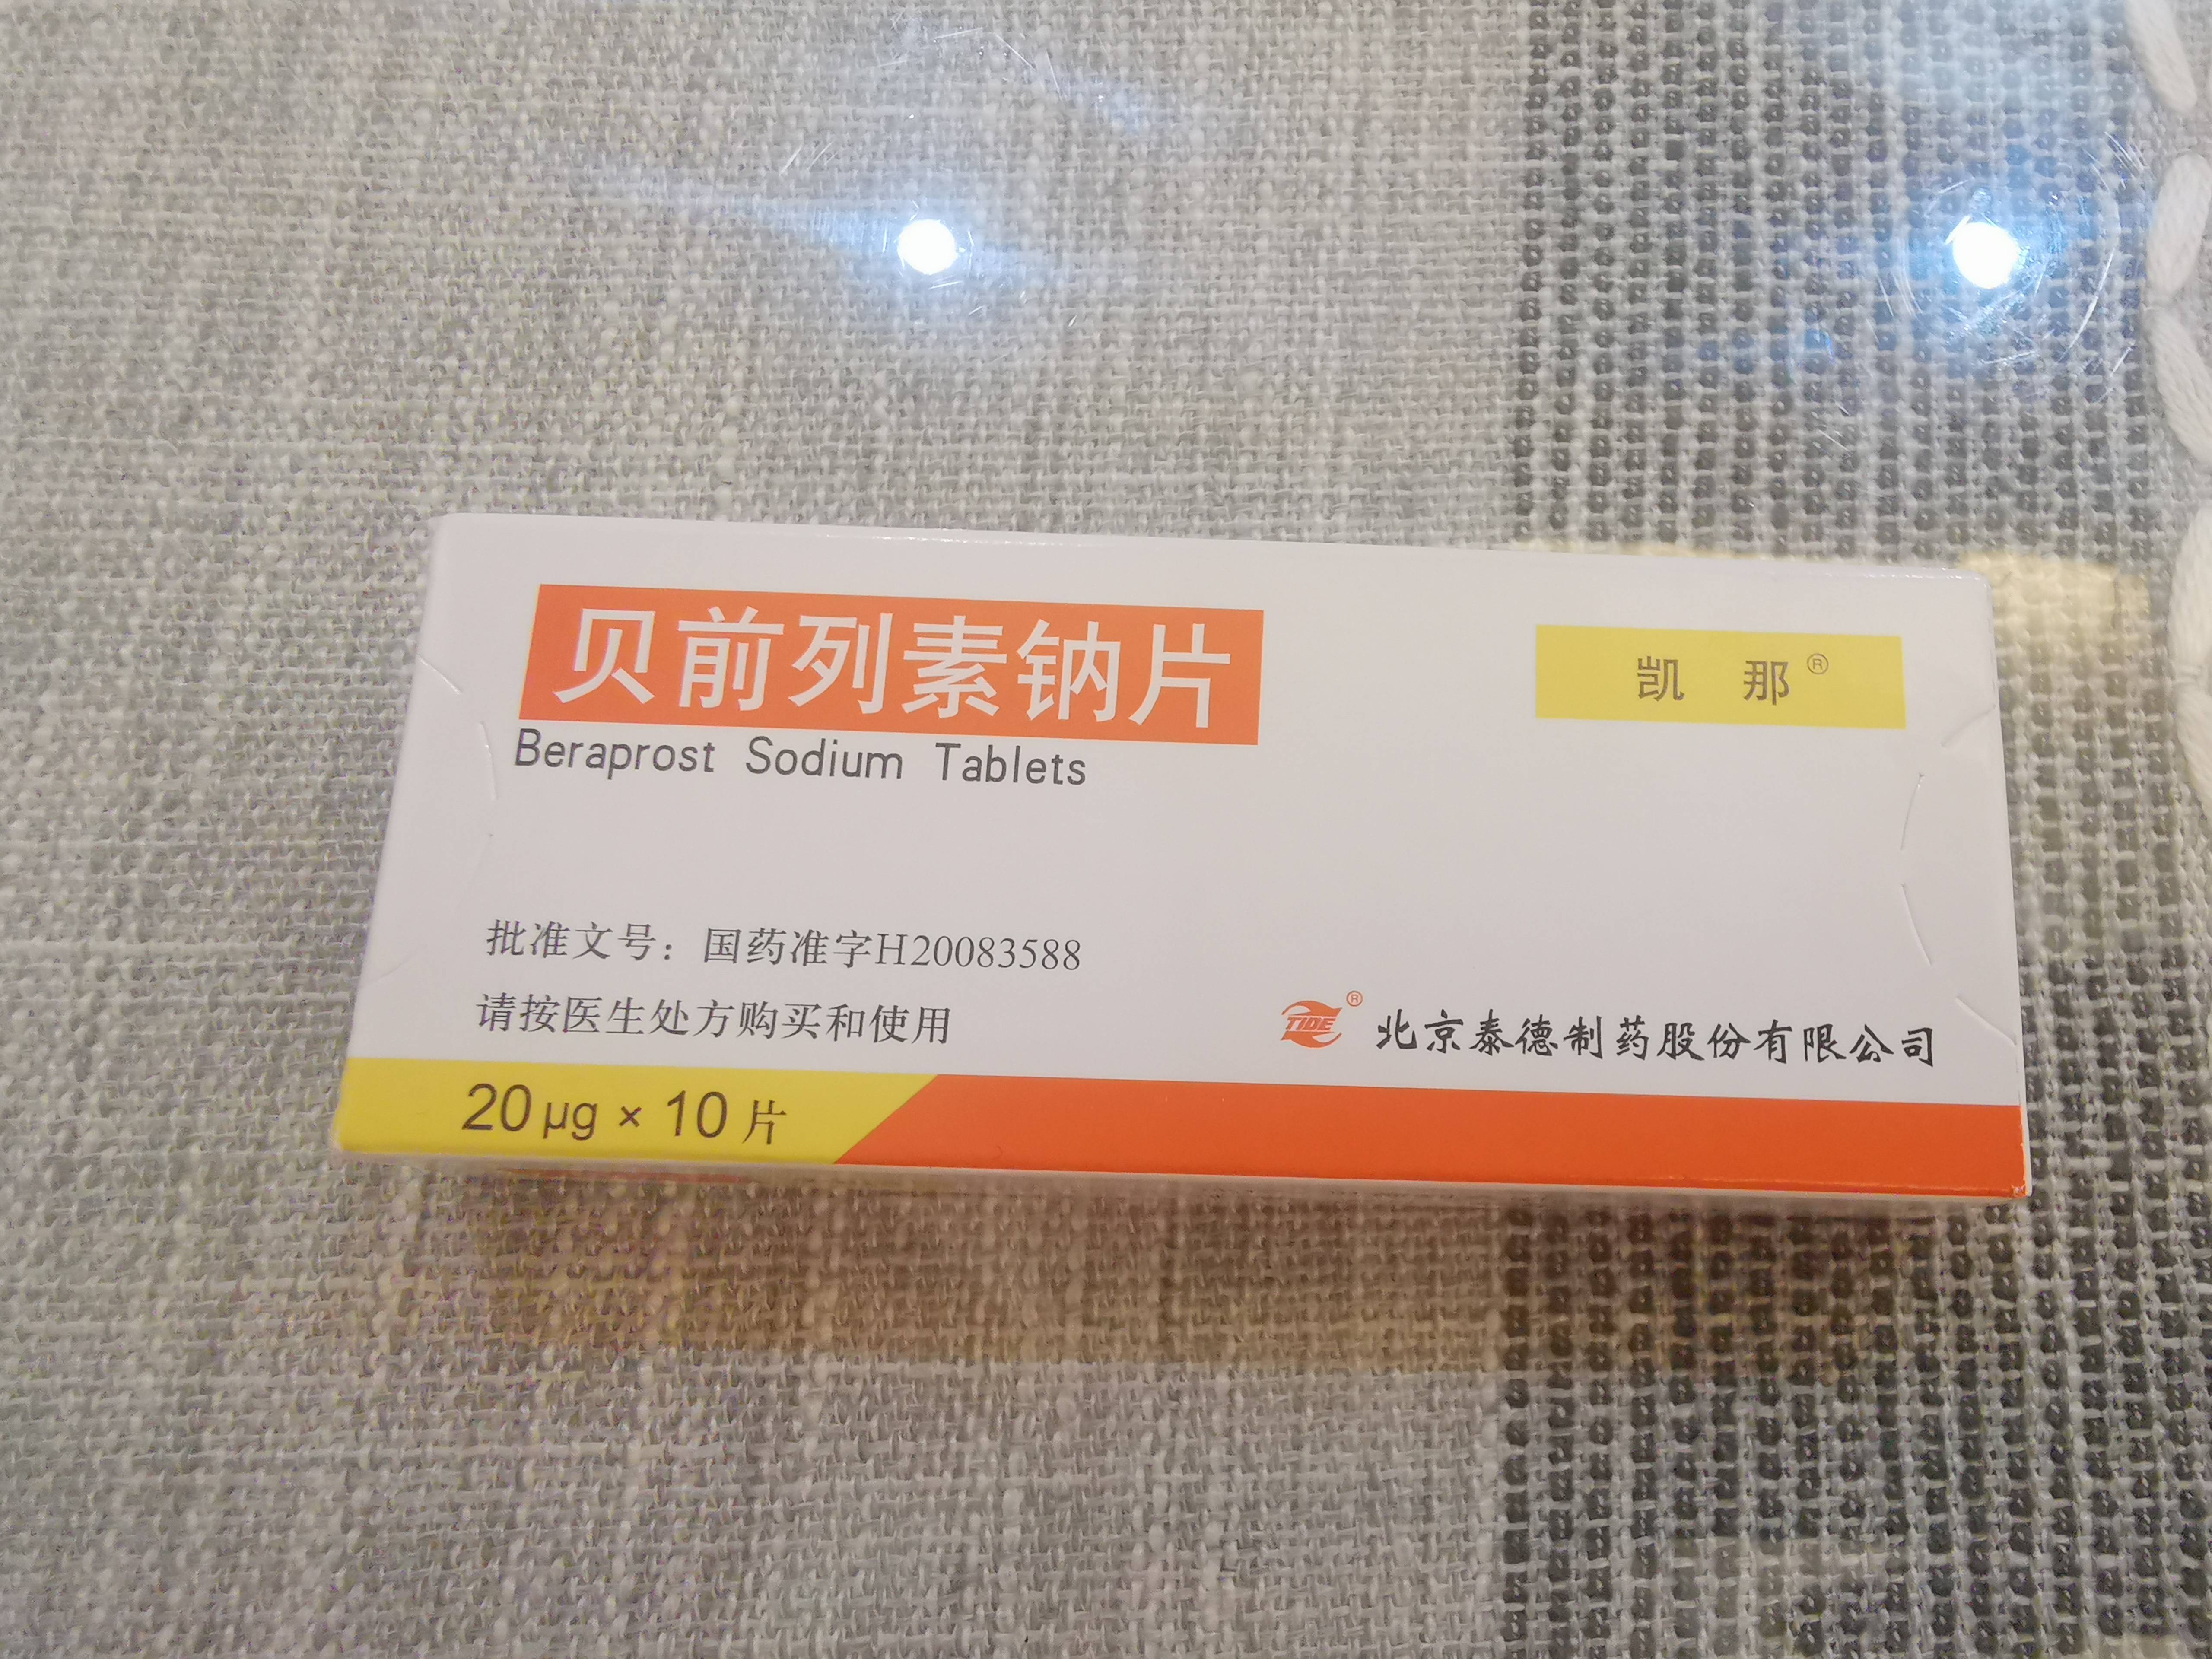 贝前列素钠片
凯 那®
Beraprost Sodium Tablets
批准文号：国药准字H20083588
请按医生处方购买和使用
TIDE® 北京泰德制药股份有限公司
20μg×10片